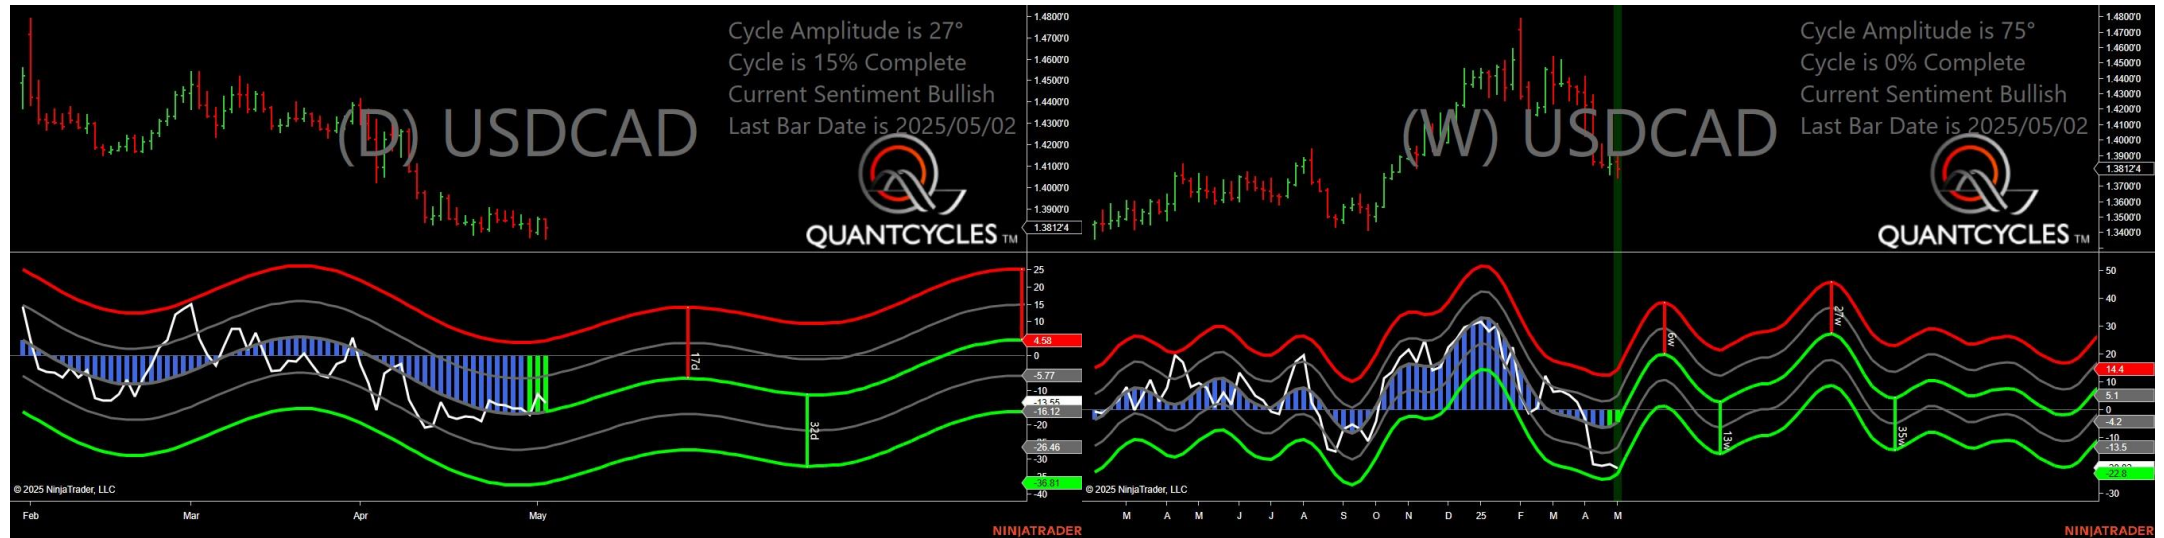 Cycle Amplitude is 27°
Cycle is 15% Complete
Current Sentiment Bullish
Last Bar Date is 2025/05/02
(D) USDCAD
QUANTCYCLES TM
1.4800'0
1.4700'0
1.4600'0
1.4500'0
1.4400'0
1.4300'0
1.4200'0
1.4100'0
1.4000'0
1.3900'0
1.3812'4
25
20
15
10
4.58
0
-5.77
-10
-13.55
-16.12
-20
-26.46
-30
-36.81
-40
17d
32d
© 2025 NinjaTrader, LLC
Feb Mar Apr May
NINJATRADER
Cycle Amplitude is 75°
Cycle is 0% Complete
Current Sentiment Bullish
Last Bar Date is 2025/05/02
(W) USDCAD
QUANTCYCLES TM
1.4800'0
1.4700'0
1.4600'0
1.4500'0
1.4400'0
1.4300'0
1.4200'0
1.4100'0
1.4000'0
1.3900'0
1.3812'4
1.3700'0
1.3600'0
1.3500'0
1.3400'0
50
40
30
20
14.4
10
5.1
0
-4.2
-10
-13.5
-22.8
-30
6w
13w
27w
35w
© 2025 NinjaTrader, LLC
M A M J J A S O N D 25 F M A M
NINJATRADER